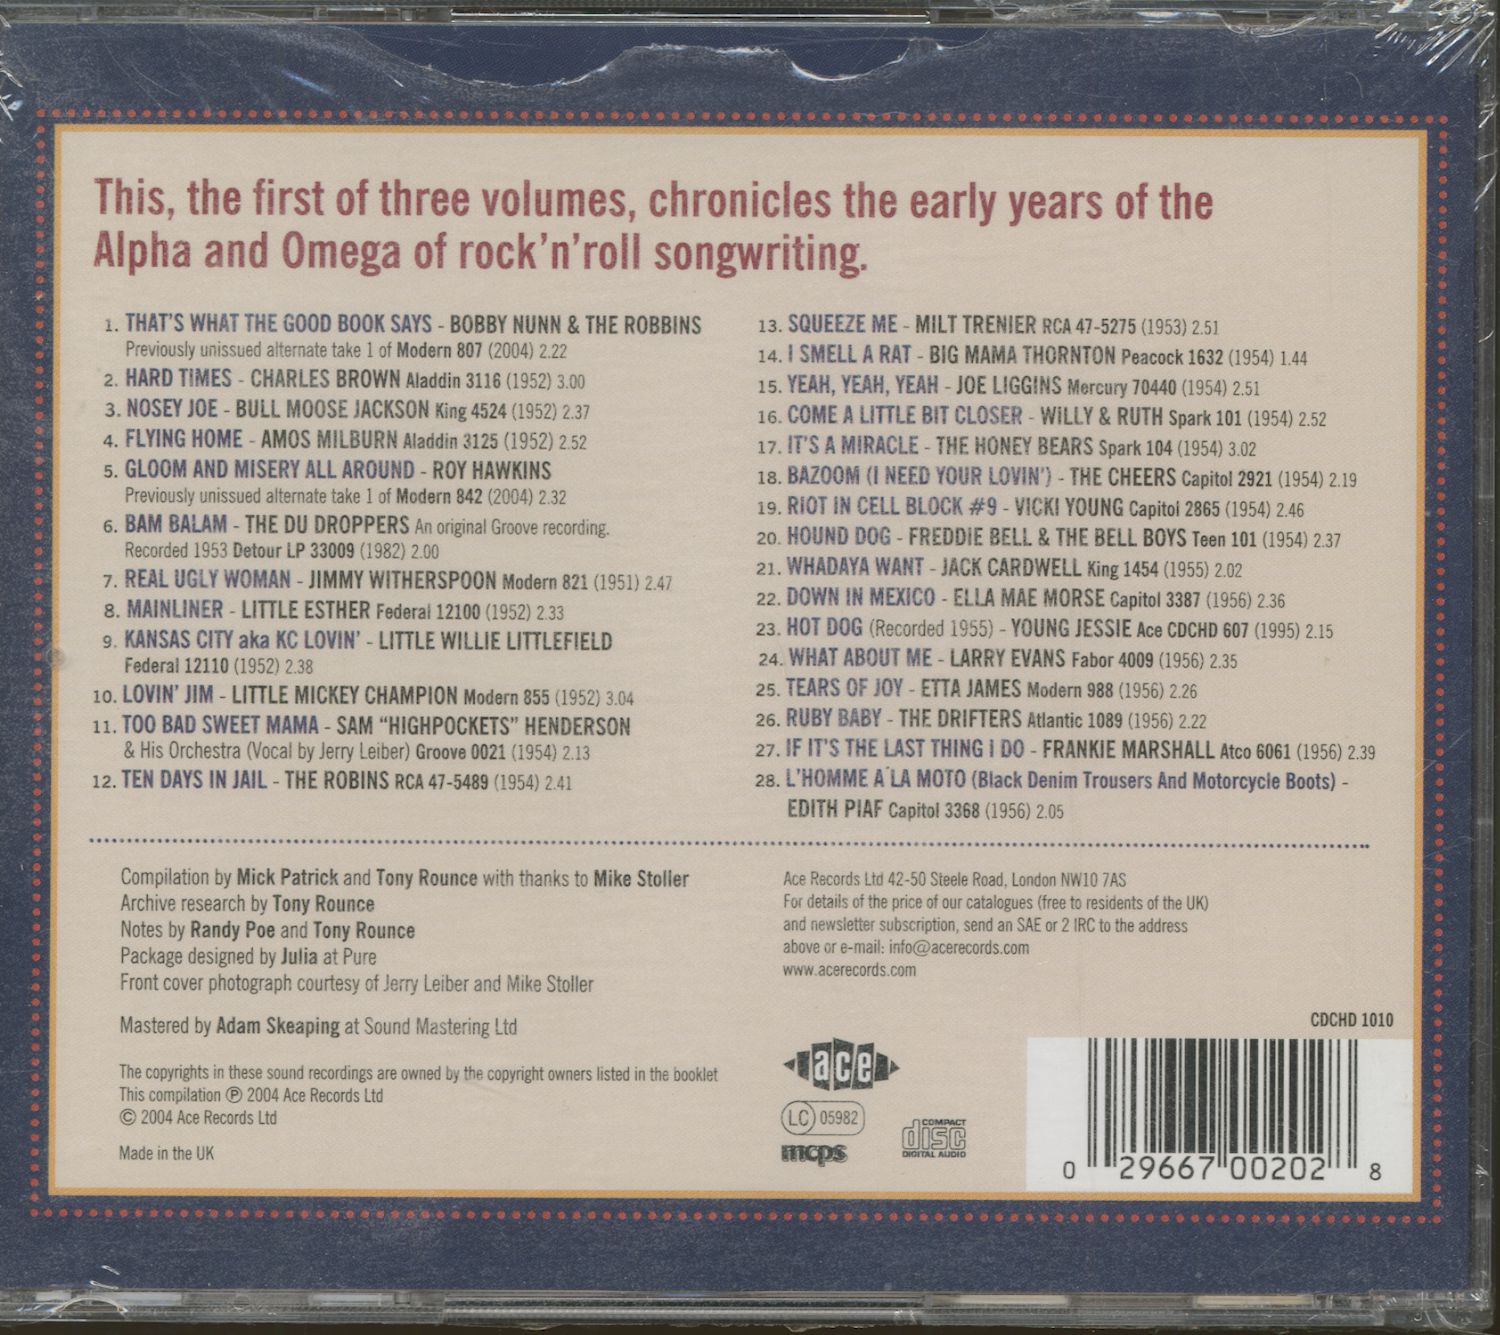 This, the first of three volumes, chronicles the early years of the
Alpha and Omega of rock'n'roll songwriting.
1. THAT'S WHAT THE GOOD BOOK SAYS - BOBBY NUNN & THE ROBBINS
Previously unissued alternate take 1 of Modern 807 (2004) 2.22
2. HARD TIMES - CHARLES BROWN Aladdin 3116 (1952) 3.00
3. NOSEY JOE - BULL MOOSE JACKSON King 4524 (1952) 2.37
4. FLYING HOME - AMOS MILBURN Aladdin 3125 (1952) 2.52
5. GLOOM AND MISERY ALL AROUND - ROY HAWKINS
Previously unissued alternate take 1 of Modern 842 (2004) 2.32
6. BAM BALAM - THE DU DROPPERS An original Groove recording.
Recorded 1953 Detour LP 33009 (1982) 2.00
7. REAL UGLY WOMAN - JIMMY WITHERSPOON Modern 821 (1951) 2.47
8. MAINLINER - LITTLE ESTHER Federal 12100 (1952) 2.33
9. KANSAS CITY aka KC LOVIN' - LITTLE WILLIE LITTLEFIELD
Federal 12110 (1952) 2.38
10. LOVIN' JIM - LITTLE MICKEY CHAMPION Modern 855 (1952) 3.04
11. TOO BAD SWEET MAMA - SAM "HIGHPOCKETS" HENDERSON
& His Orchestra (Vocal by Jerry Leiber) Groove 0021 (1954) 2.13
12. TEN DAYS IN JAIL - THE ROBINS RCA 47-5489 (1954) 2.41
13. SQUEEZE ME - MILT TRENIER RCA 47-5275 (1953) 2.51
14. I SMELL A RAT - BIG MAMA THORNTON Peacock 1632 (1954) 1.44
15. YEAH, YEAH, YEAH - JOE LIGGINS Mercury 70440 (1954) 2.51
16. COME A LITTLE BIT CLOSER - WILLY & RUTH Spark 101 (1954) 2.52
17. IT'S A MIRACLE - THE HONEY BEARS Spark 104 (1954) 3.02
18. BAZOOM (I NEED YOUR LOVIN') - THE CHEERS Capitol 2921 (1954) 2.19
19. RIOT IN CELL BLOCK #9 - VICKI YOUNG Capitol 2865 (1954) 2.46
20. HOUND DOG - FREDDIE BELL & THE BELL BOYS Teen 101 (1954) 2.37
21. WHADAYA WANT - JACK CARDWELL King 1454 (1955) 2.02
22. DOWN IN MEXICO - ELLA MAE MORSE Capitol 3387 (1956) 2.36
23. HOT DOG (Recorded 1955) - YOUNG JESSIE Ace CDCHD 607 (1995) 2.15
24. WHAT ABOUT ME - LARRY EVANS Fabor 4009 (1956) 2.35
25. TEARS OF JOY - ETTA JAMES Modern 988 (1956) 2.26
26. RUBY BABY - THE DRIFTERS Atlantic 1089 (1956) 2.22
27. IF IT'S THE LAST THING I DO - FRANKIE MARSHALL Atco 6061 (1956) 2.39
28. L'HOMME A`LA MOTO (Black Denim Trousers And Motorcycle Boots) -
EDITH PIAF Capitol 3368 (1956) 2.05
Compilation by Mick Patrick and Tony Rounce with thanks to Mike Stoller
Archive research by Tony Rounce
Notes by Randy Poe and Tony Rounce
Package designed by Julia at Pure
Front cover photograph courtesy of Jerry Leiber and Mike Stoller
Mastered by Adam Skeaping at Sound Mastering Ltd
The copyrights in these sound recordings are owned by the copyright owners listed in the booklet
This compilation ℗ 2004 Ace Records Ltd
© 2004 Ace Records Ltd
Made in the UK
Ace Records Ltd 42-50 Steele Road, London NW10 7AS
For details of the price of our catalogues (free to residents of the UK)
and newsletter subscription, send an SAE or 2 IRC to the address
above or e-mail: info@acerecords.com
www.acerecords.com
ace
LC 05982
mcps
COMPACT
disc
DIGITAL AUDIO
CDCHD 1010
0 29667 00202 8